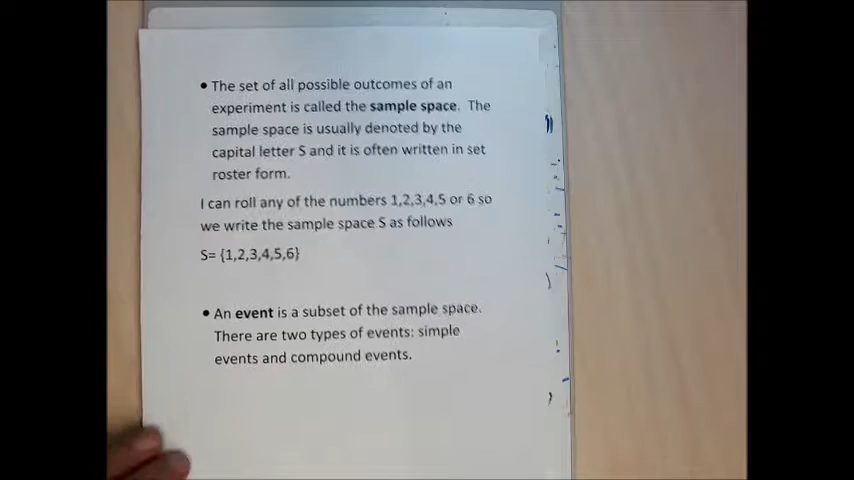 • The set of all possible outcomes of an
experiment is called the sample space. The
sample space is usually denoted by the
capital letter S and it is often written in set
roster form.
I can roll any of the numbers 1,2,3,4,5 or 6 so
we write the sample space S as follows
S= {1,2,3,4,5,6}
• An event is a subset of the sample space.
There are two types of events: simple
events and compound events.